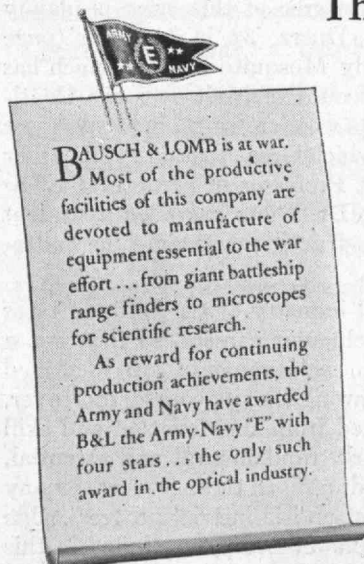 Th
ARMY
E
NAVY
BAUSCH & LOMB is at war.
Most of the productive
facilities of this company are
devoted to manufacture of
equipment essential to the war
effort...from giant battleship
range finders to microscopes
for scientific research.
As reward for continuing
production achievements, the
Army and Navy have awarded
B&L the Army-Navy "E" with
four stars...the only such
award in the optical industry.